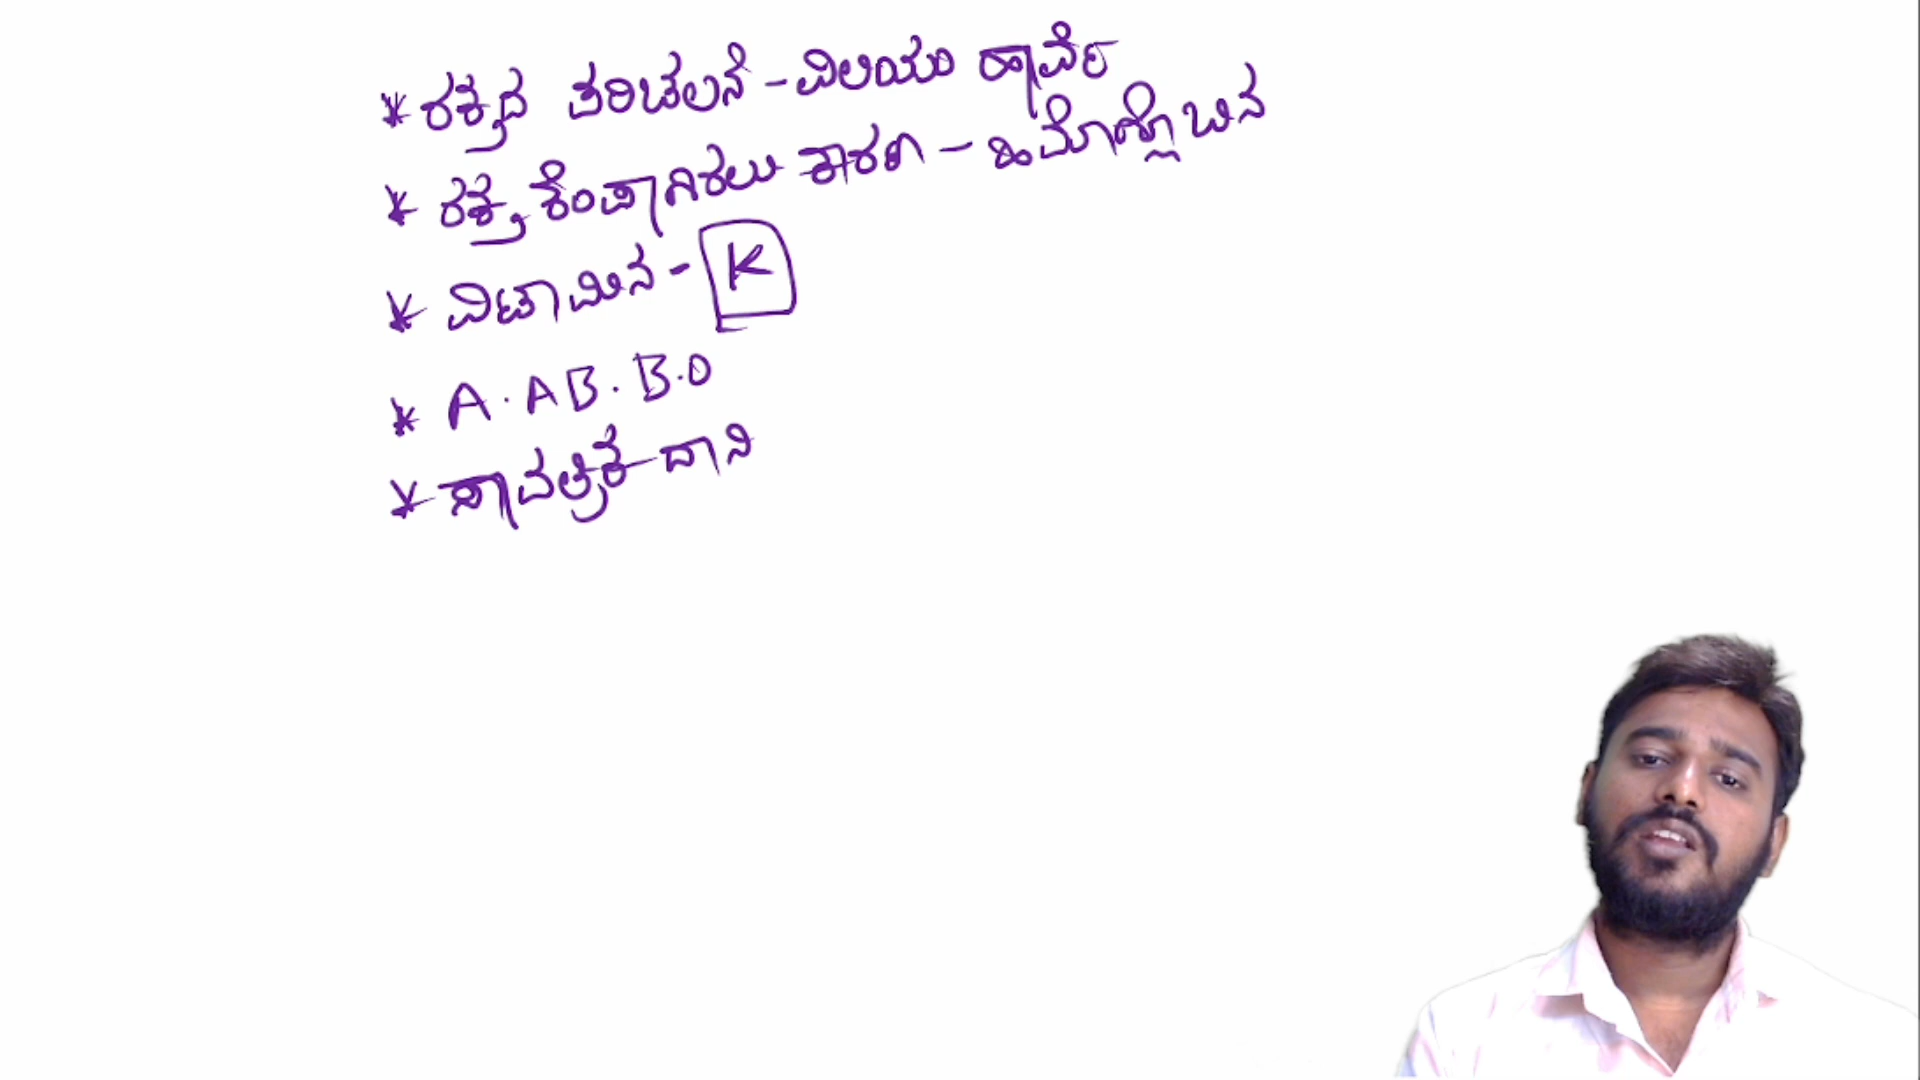 * ರಕ್ತದ ಪರಿಚಲನೆ - ವಿಲಿಯಂ ಹಾರ್ವೆ
* ರಕ್ತ ಕೆಂಪಾಗಿರಲು ಕಾರಣ - ಹಿಮೋಗ್ಲೊಬಿನ
* ವಿಟಾಮಿನ - K
* A. AB. B.O
* ಸಾವತ್ರಿಕ ದಾನಿ